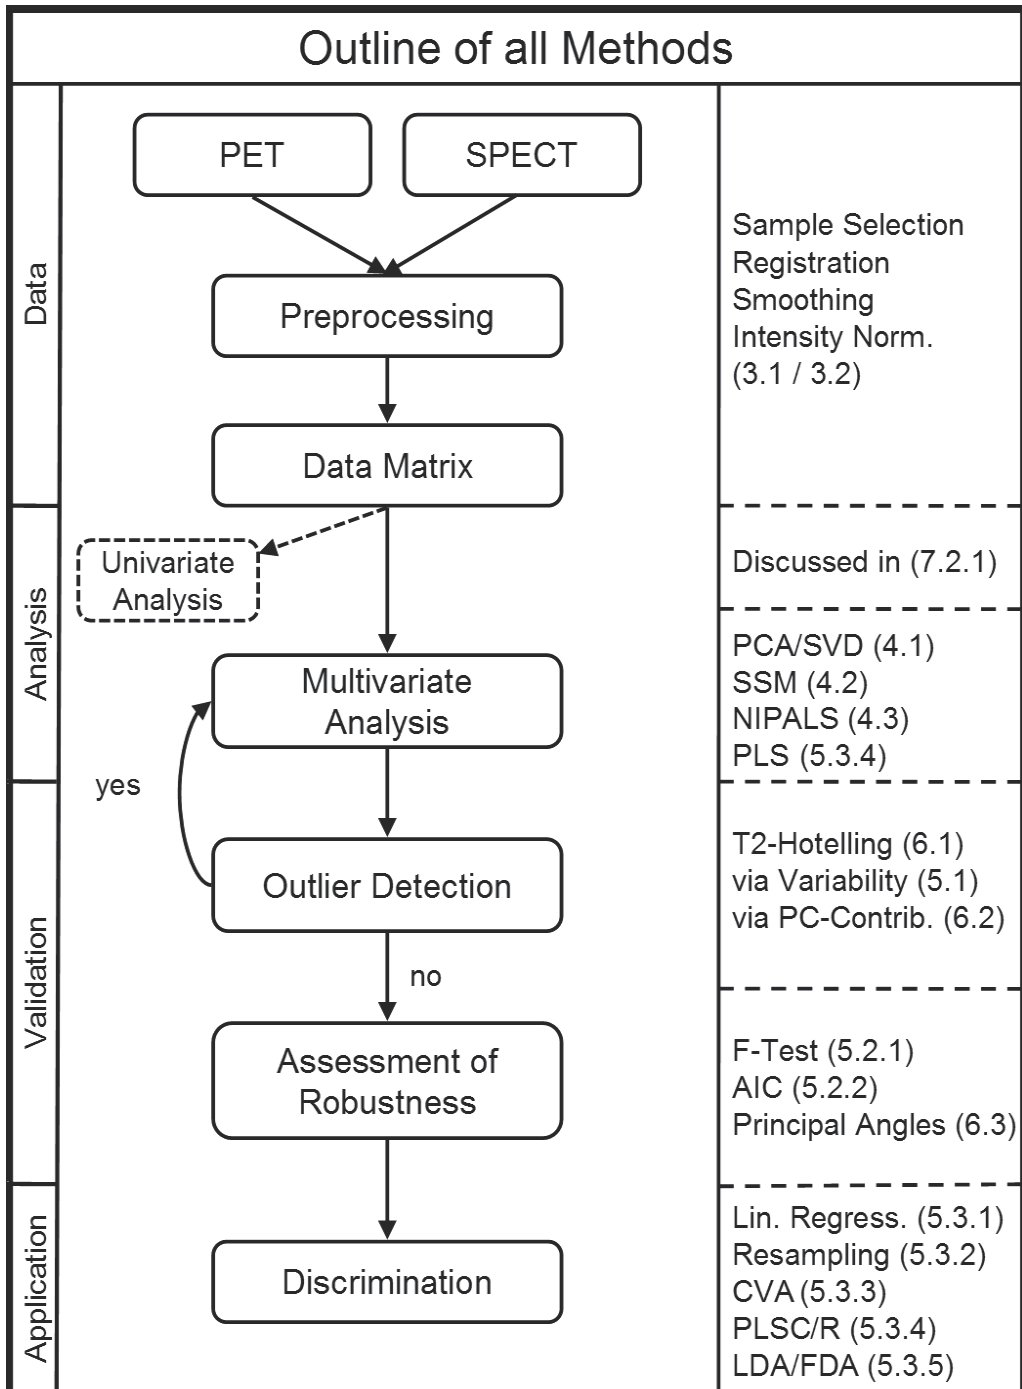 Outline of all Methods
Data
PET
SPECT
Preprocessing
Data Matrix
Sample Selection
Registration
Smoothing
Intensity Norm.
(3.1 / 3.2)
Analysis
Univariate
Analysis
Discussed in (7.2.1)
Multivariate
Analysis
PCA/SVD (4.1)
SSM (4.2)
NIPALS (4.3)
PLS (5.3.4)
Validation
yes
Outlier Detection
no
T2-Hotelling (6.1)
via Variability (5.1)
via PC-Contrib. (6.2)
Assessment of
Robustness
F-Test (5.2.1)
AIC (5.2.2)
Principal Angles (6.3)
Application
Discrimination
Lin. Regress. (5.3.1)
Resampling (5.3.2)
CVA (5.3.3)
PLSC/R (5.3.4)
LDA/FDA (5.3.5)